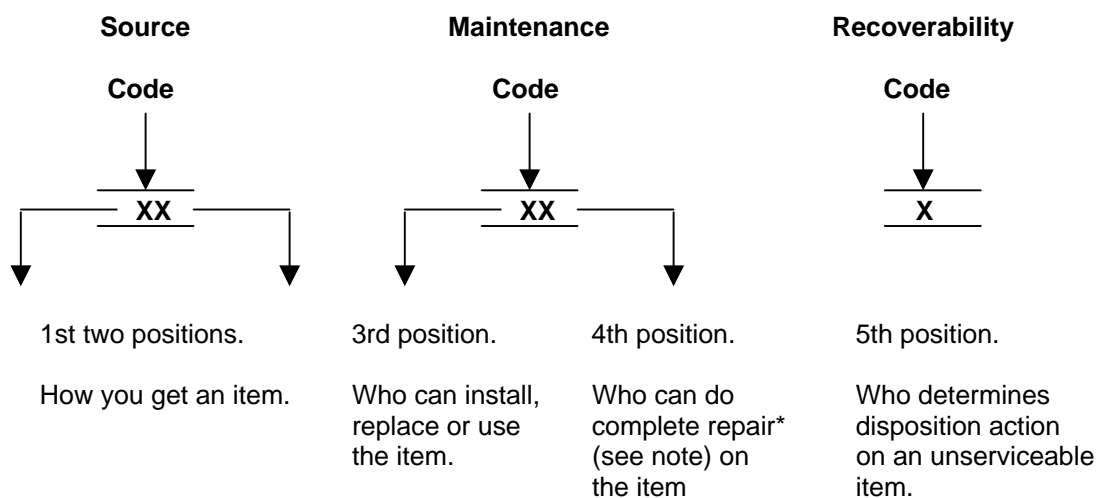 Source Maintenance Recoverability
Code Code Code
XX XX X
1st two positions. 3rd position. 4th position. 5th position.
How you get an item. Who can install, Who can do Who determines
replace or use complete repair* disposition action
the item. (see note) on on an unserviceable
the item item.